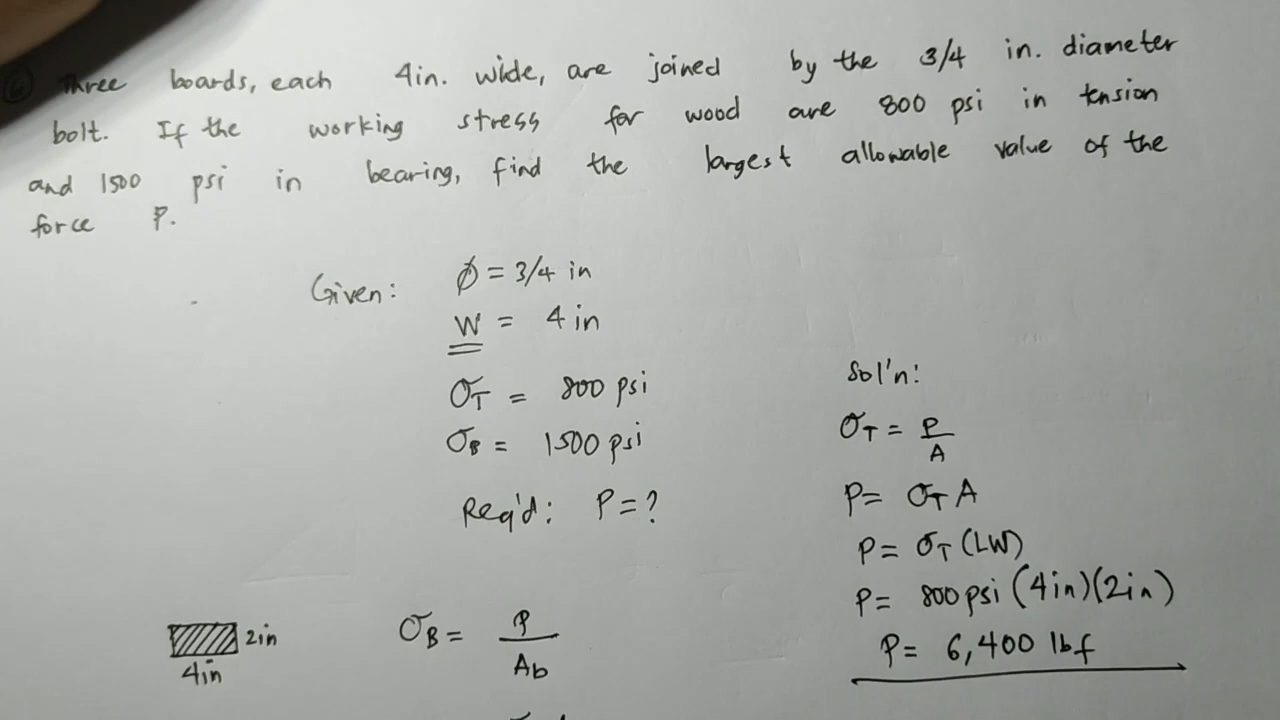 ⑥ Three boards, each 4in. wide, are joined by the 3/4 in. diameter
bolt. If the working stress for wood are 800 psi in tension
and 1500 psi in bearing, find the largest allowable value of the
force P.
Given: Ø = 3/4 in
W = 4 in
σT = 800 psi
σB = 1500 psi
Req'd: P = ?
Sol'n:
σT = P/A
P = σT A
P = σT (LW)
P = 800 psi (4in)(2in)
P = 6,400 lbf
2in
4in
σB = P/Ab